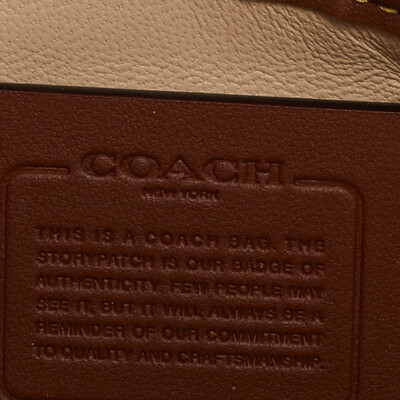 COACH
NEW YORK
THIS IS A COACH BAG. THE
STORYPATCH IS OUR BADGE OF
AUTHENTICITY. FEW PEOPLE MAY
SEE IT, BUT IT WILL ALWAYS BE A
REMINDER OF OUR COMMITMENT
TO QUALITY AND CRAFTSMANSHIP.